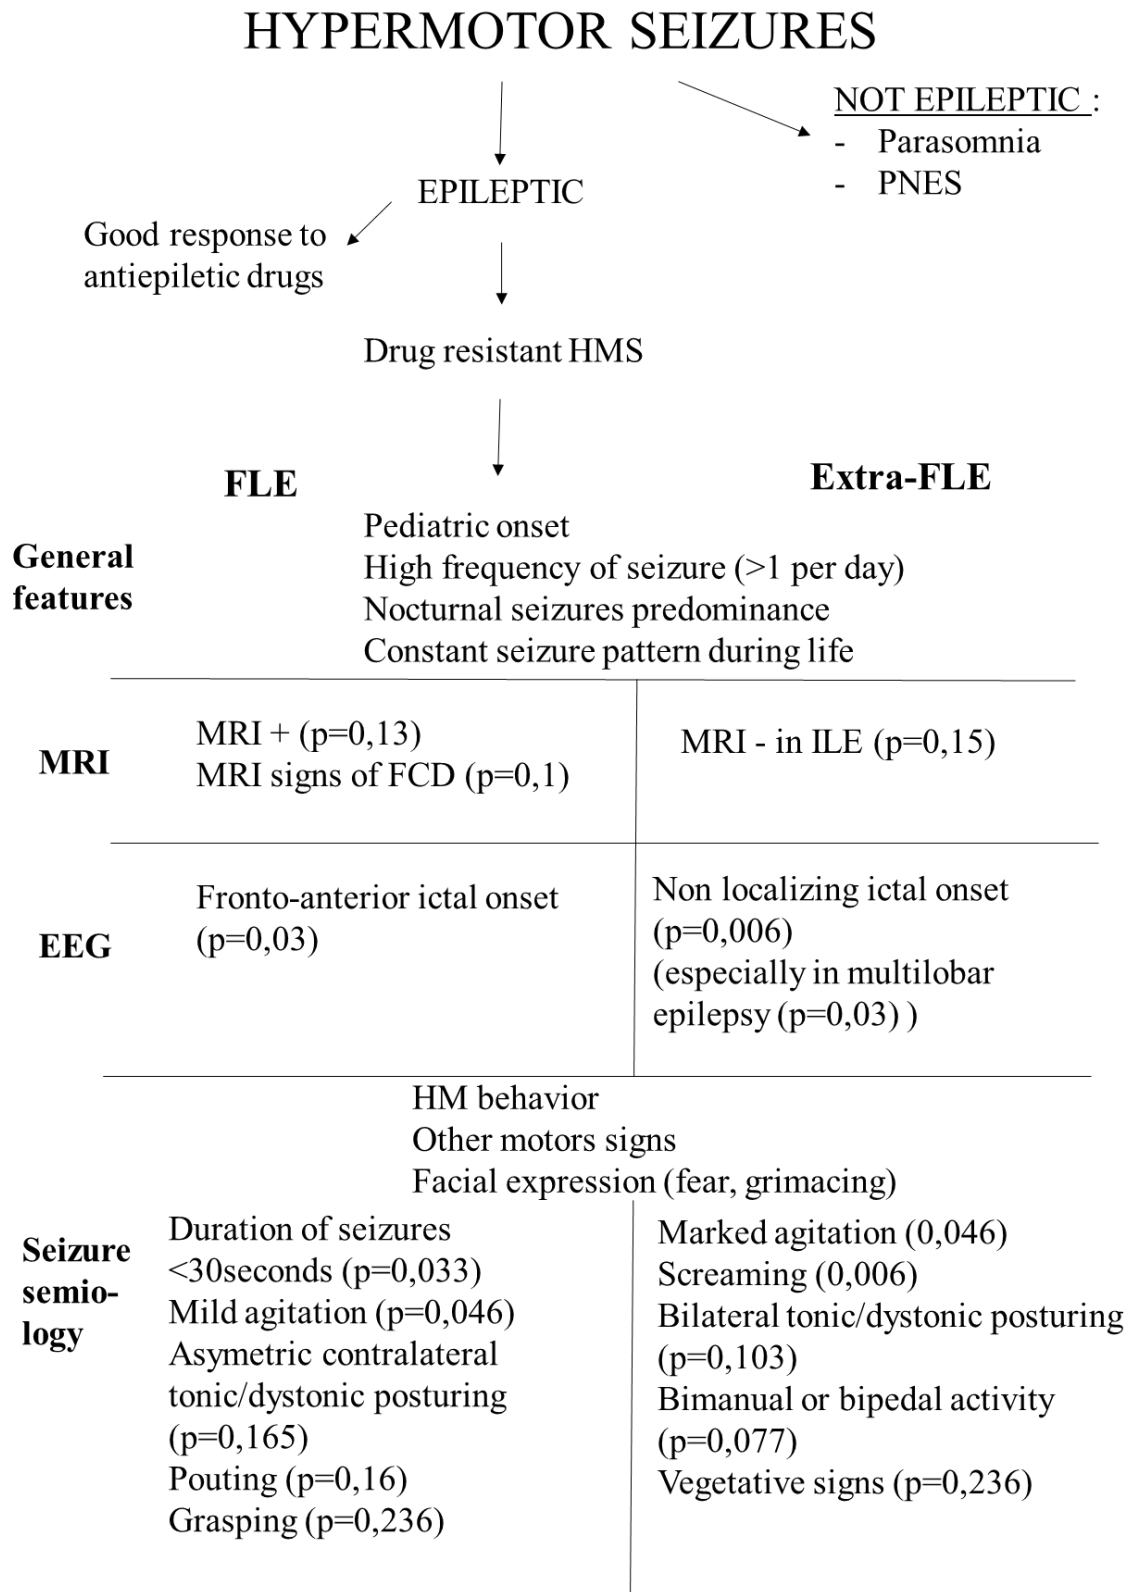 HYPERMOTOR SEIZURES
NOT EPILEPTIC :
- Parasomnia
- PNES
EPILEPTIC
Good response to
antiepiletic drugs
Drug resistant HMS
FLE
Extra-FLE
General
features
Pediatric onset
High frequency of seizure (>1 per day)
Nocturnal seizures predominance
Constant seizure pattern during life
MRI
MRI + (p=0,13)
MRI signs of FCD (p=0,1)
MRI - in ILE (p=0,15)
EEG
Fronto-anterior ictal onset
(p=0,03)
Non localizing ictal onset
(p=0,006)
(especially in multilobar
epilepsy (p=0,03) )
HM behavior
Other motors signs
Facial expression (fear, grimacing)
Seizure
semio-
logy
Duration of seizures
<30seconds (p=0,033)
Mild agitation (p=0,046)
Asymetric contralateral
tonic/dystonic posturing
(p=0,165)
Pouting (p=0,16)
Grasping (p=0,236)
Marked agitation (0,046)
Screaming (0,006)
Bilateral tonic/dystonic posturing
(p=0,103)
Bimanual or bipedal activity
(p=0,077)
Vegetative signs (p=0,236)